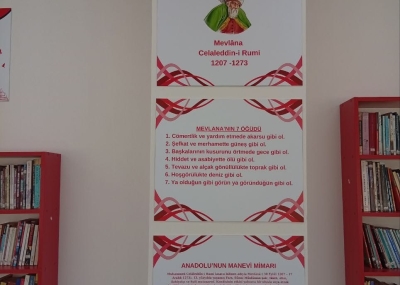 Mevlâna
Celaleddin-i Rumi
1207 -1273
MEVLANA'NIN 7 ÖĞÜDÜ
1. Cömertlik ve yardım etmede akarsu gibi ol.
2. Şefkat ve merhamette güneş gibi ol.
3. Başkalarının kusurunu örtmede gece gibi ol.
4. Hiddet ve asabiyette ölü gibi ol.
5. Tevazu ve alçak gönüllülükte toprak gibi ol.
6. Hoşgörülükte deniz gibi ol.
7. Ya olduğun gibi görün ya göründüğün gibi ol.
ANADOLU'NUN MANEVİ MİMARI